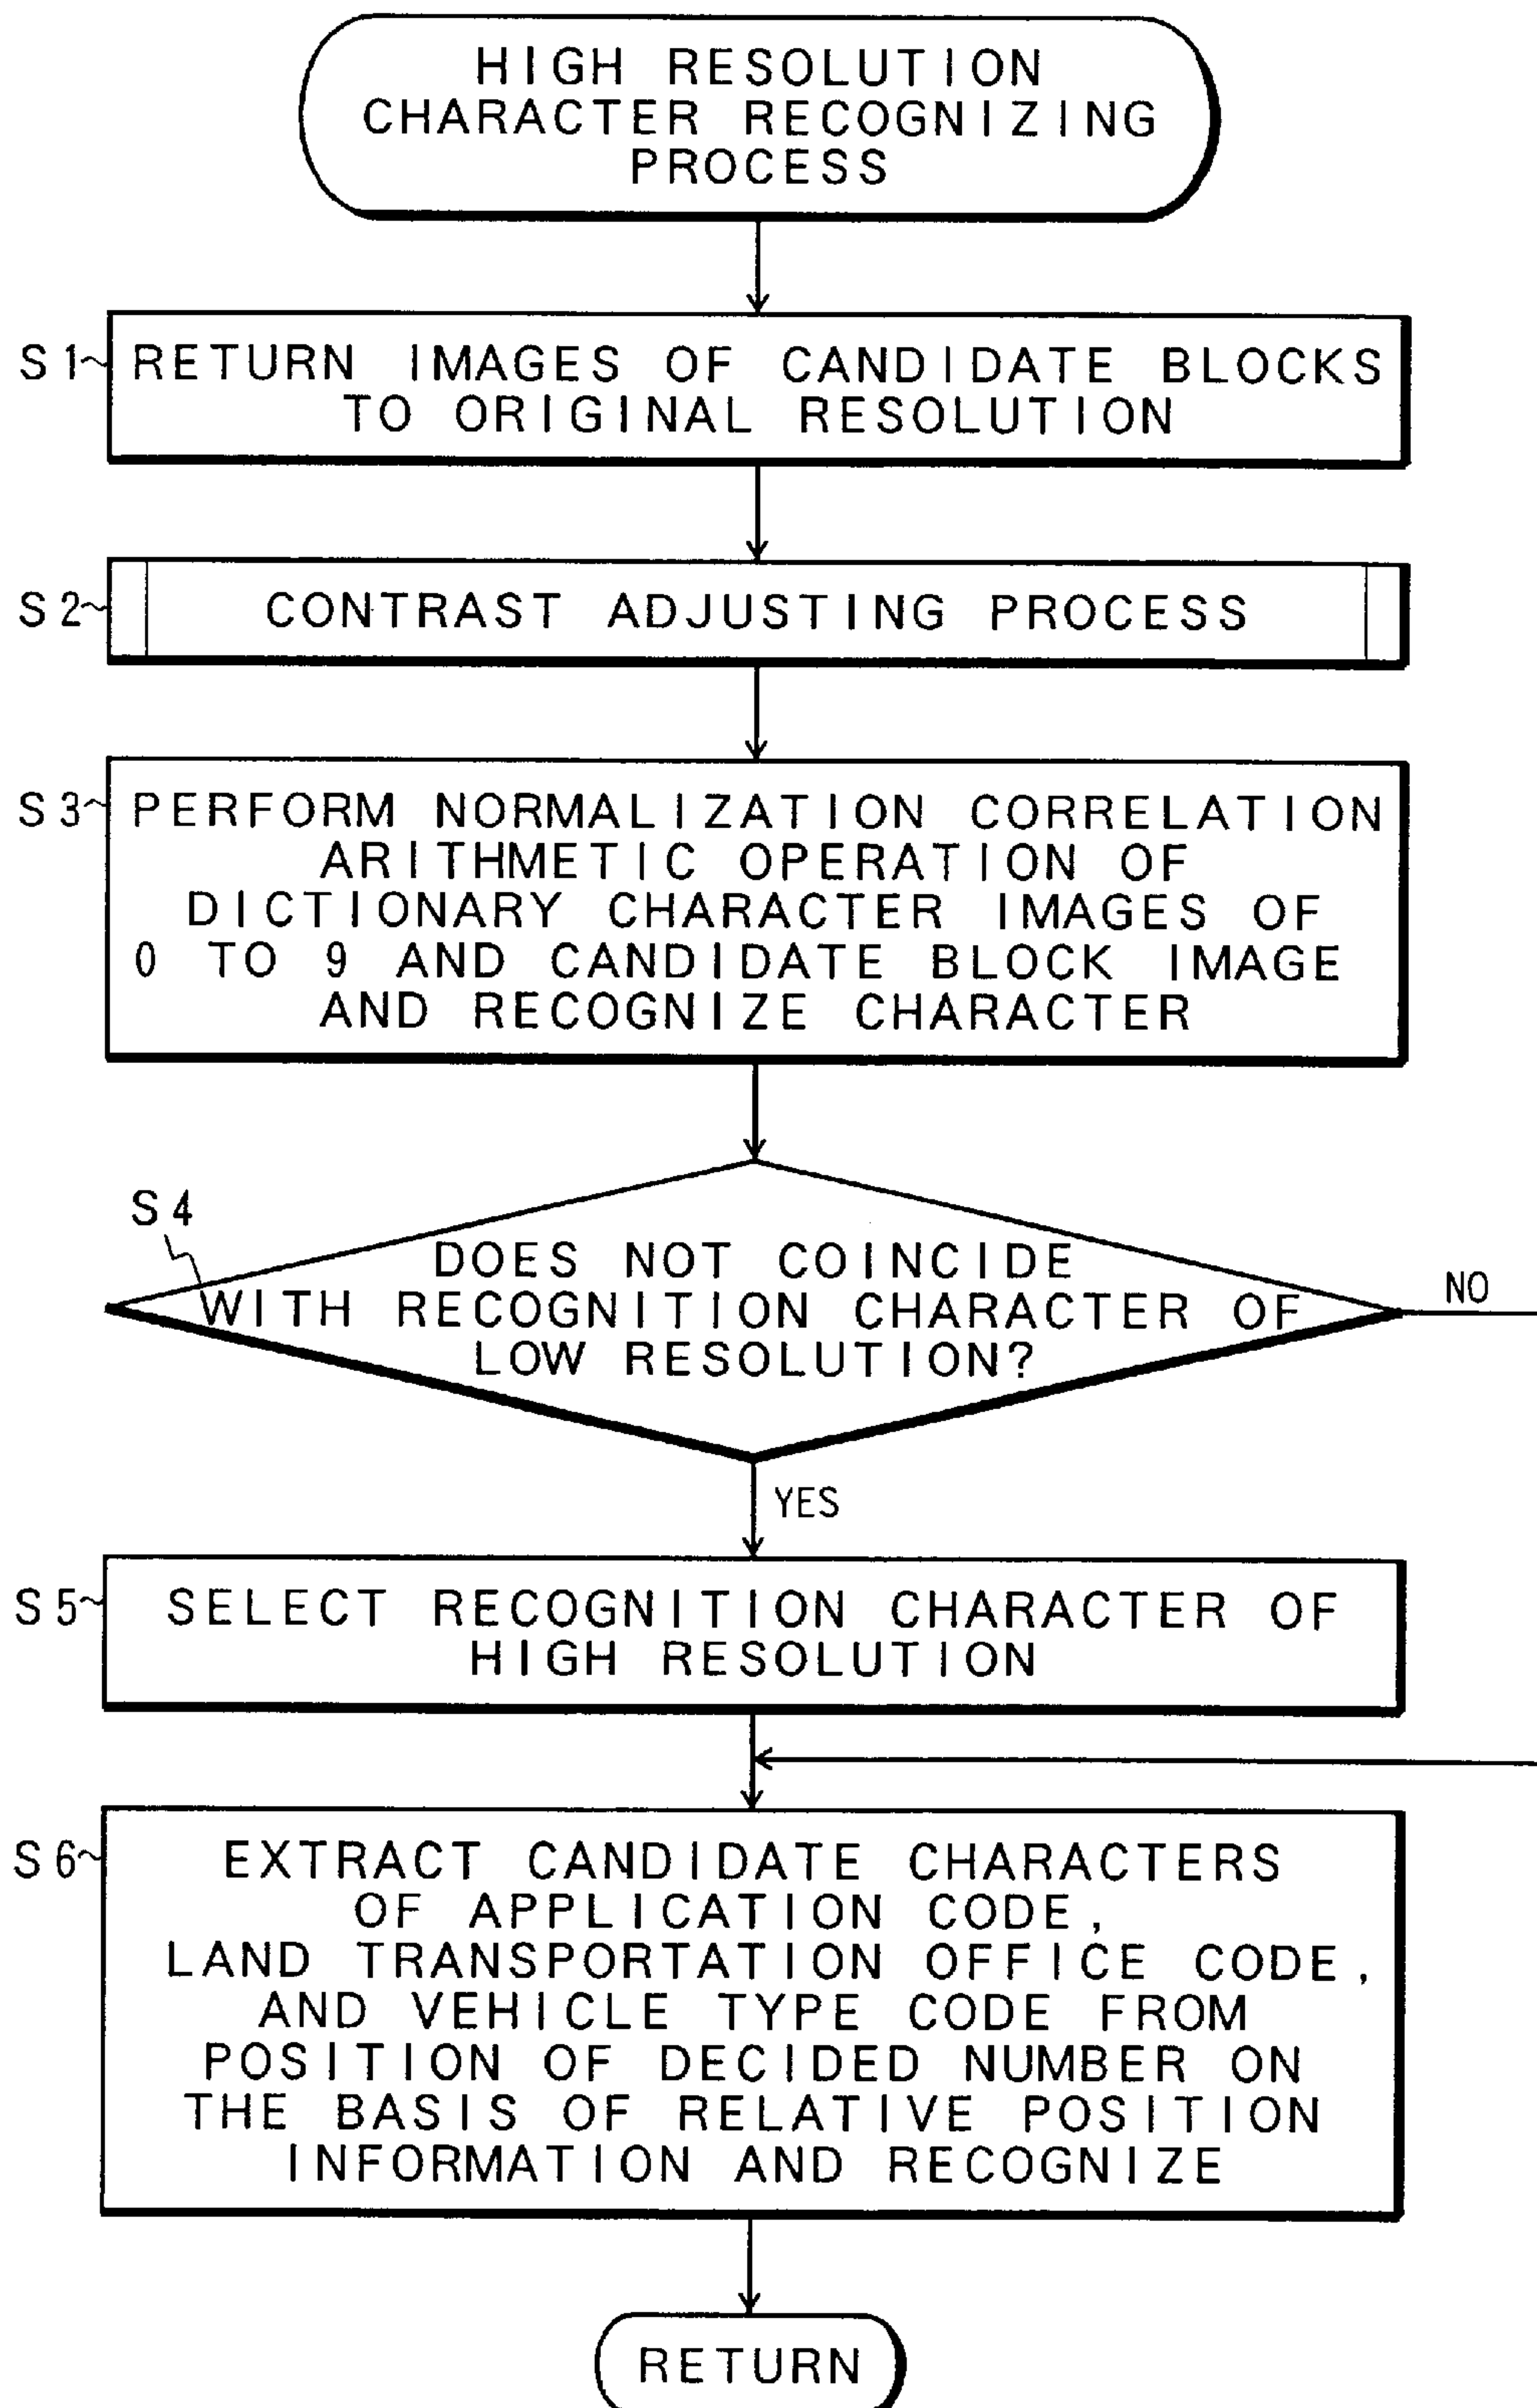 HIGH RESOLUTION
CHARACTER RECOGNIZING
PROCESS
S1
RETURN IMAGES OF CANDIDATE BLOCKS
TO ORIGINAL RESOLUTION
S2
CONTRAST ADJUSTING PROCESS
S3
PERFORM NORMALIZATION CORRELATION
ARITHMETIC OPERATION OF
DICTIONARY CHARACTER IMAGES OF
0 TO 9 AND CANDIDATE BLOCK IMAGE
AND RECOGNIZE CHARACTER
S4
DOES NOT COINCIDE
WITH RECOGNITION CHARACTER OF
LOW RESOLUTION?
NO
YES
S5
SELECT RECOGNITION CHARACTER OF
HIGH RESOLUTION
S6
EXTRACT CANDIDATE CHARACTERS
OF APPLICATION CODE,
LAND TRANSPORTATION OFFICE CODE,
AND VEHICLE TYPE CODE FROM
POSITION OF DECIDED NUMBER ON
THE BASIS OF RELATIVE POSITION
INFORMATION AND RECOGNIZE
RETURN